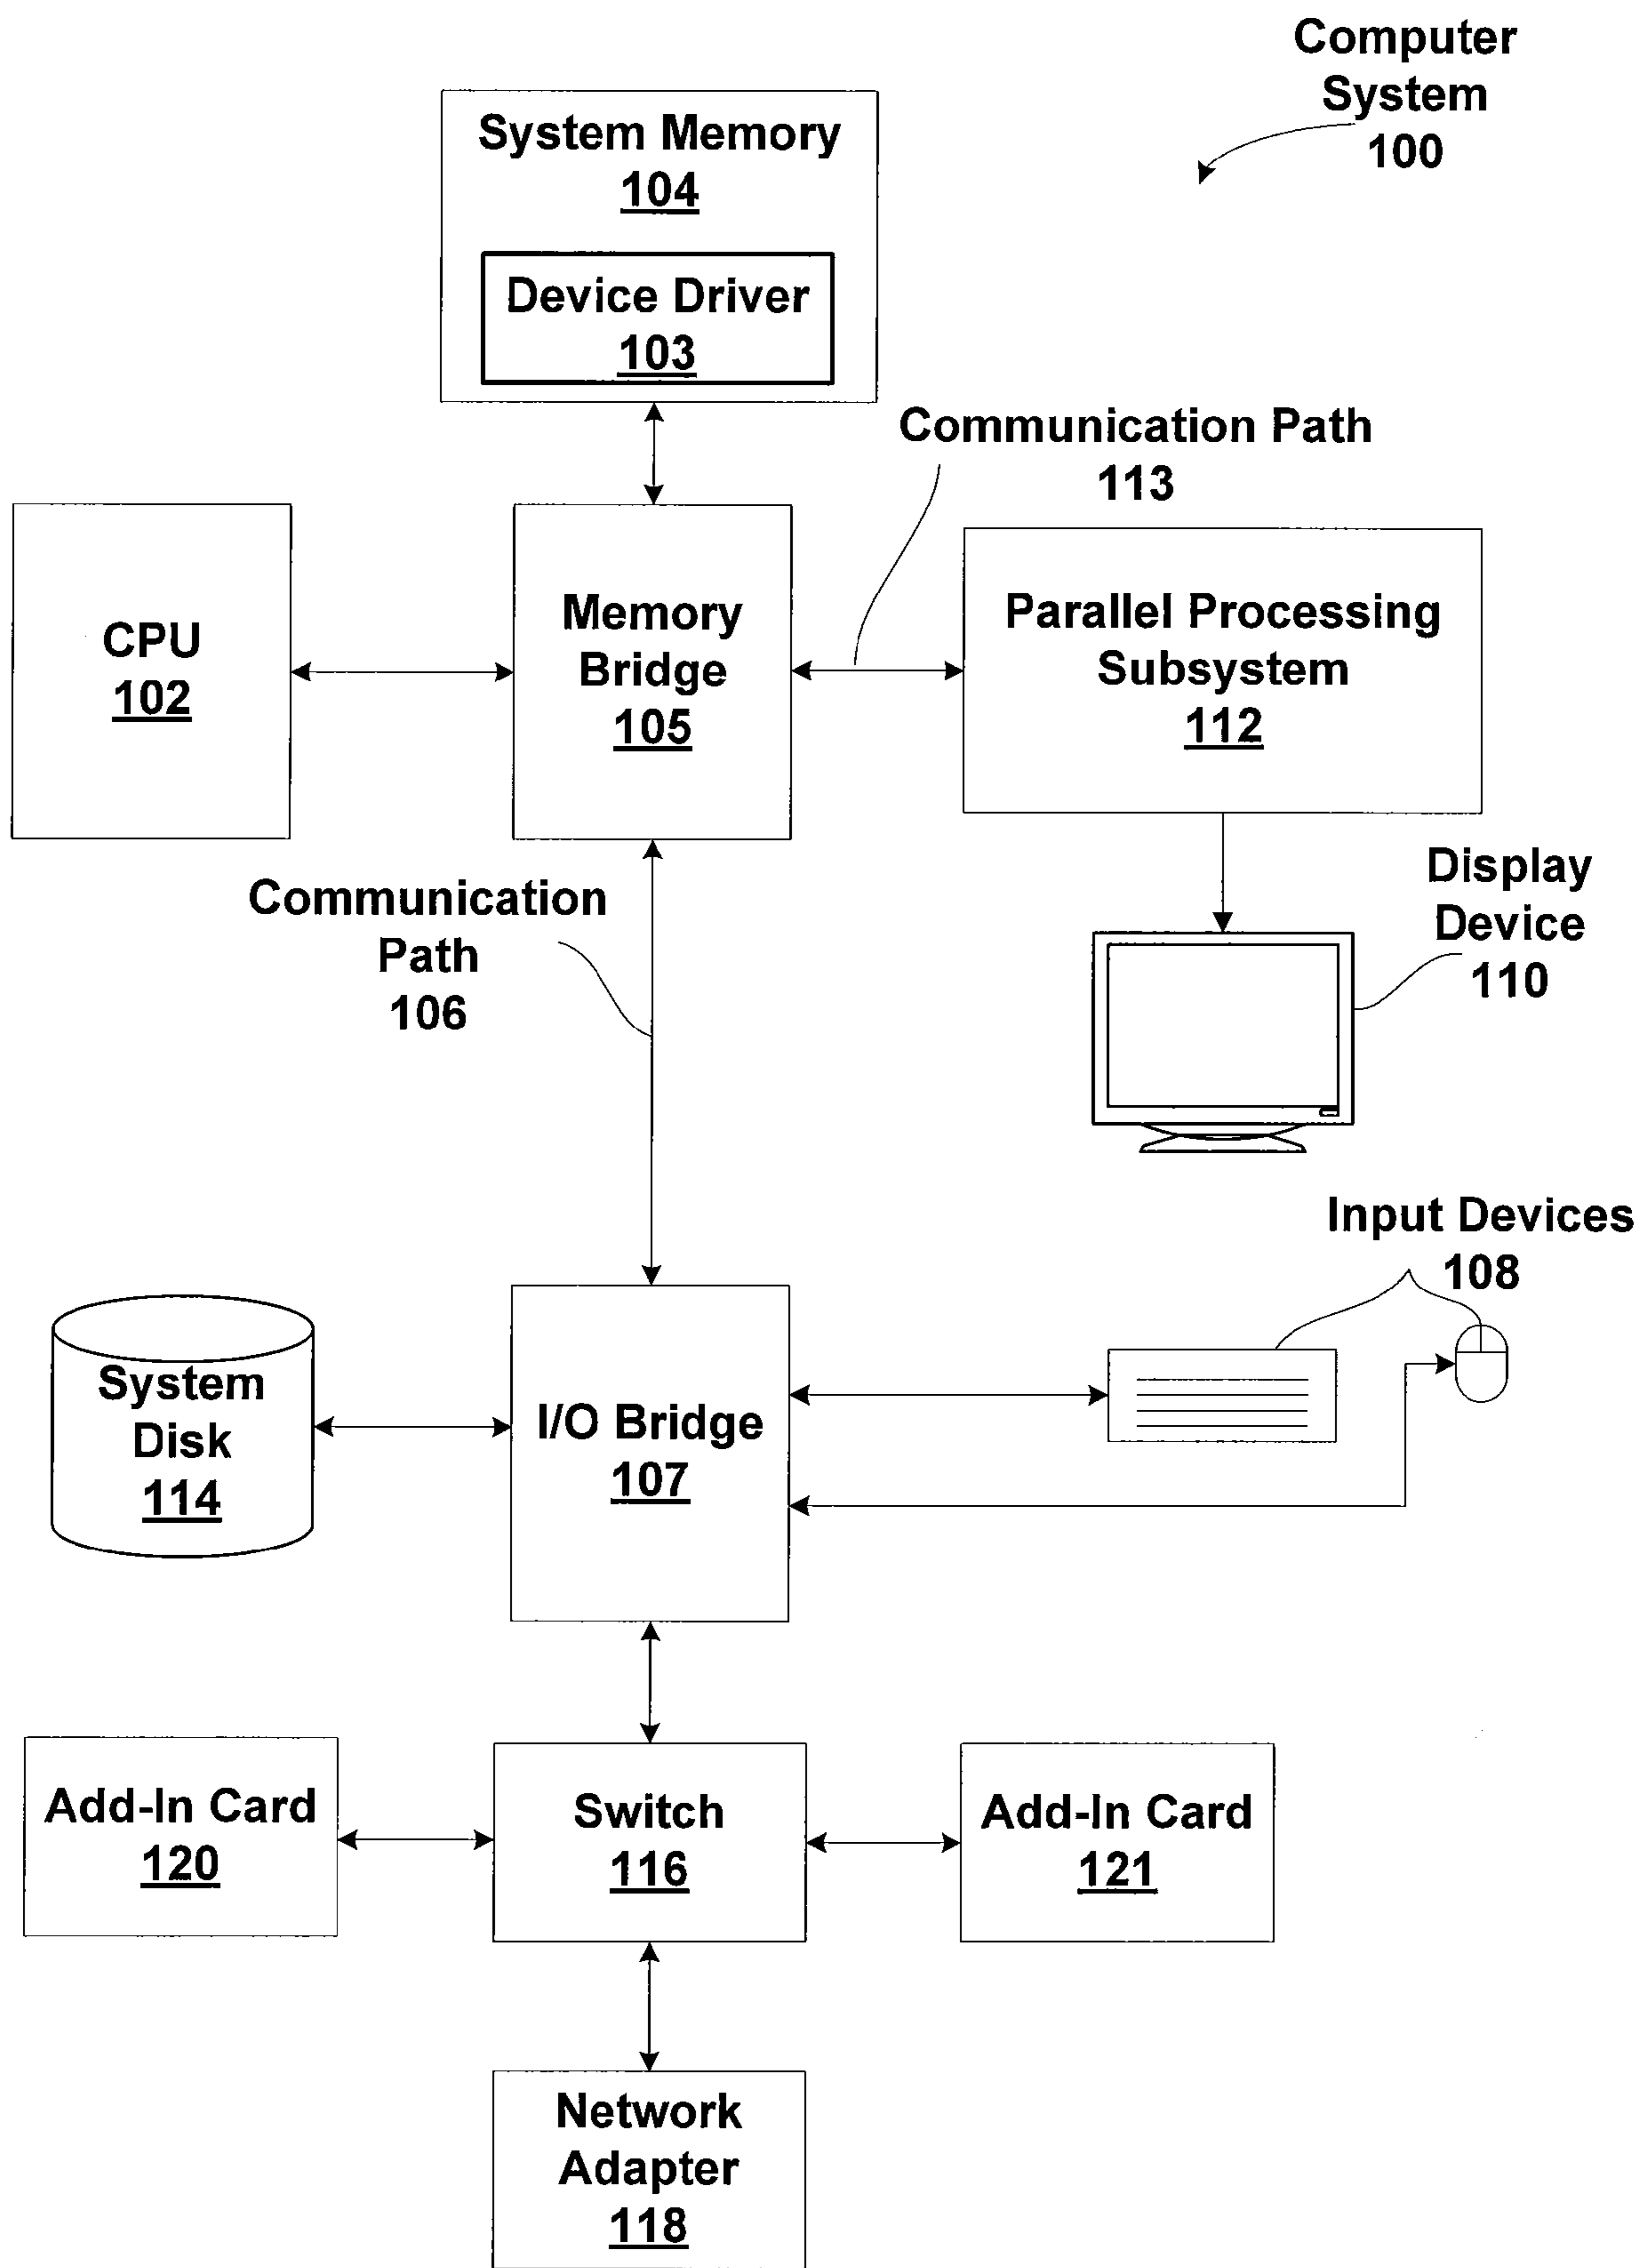 Computer
System
100
System Memory
104
Device Driver
103
Communication Path
113
CPU
102
Memory
Bridge
105
Parallel Processing
Subsystem
112
Communication
Path
106
Display
Device
110
Input Devices
108
System
Disk
114
I/O Bridge
107
Add-In Card
120
Switch
116
Add-In Card
121
Network
Adapter
118